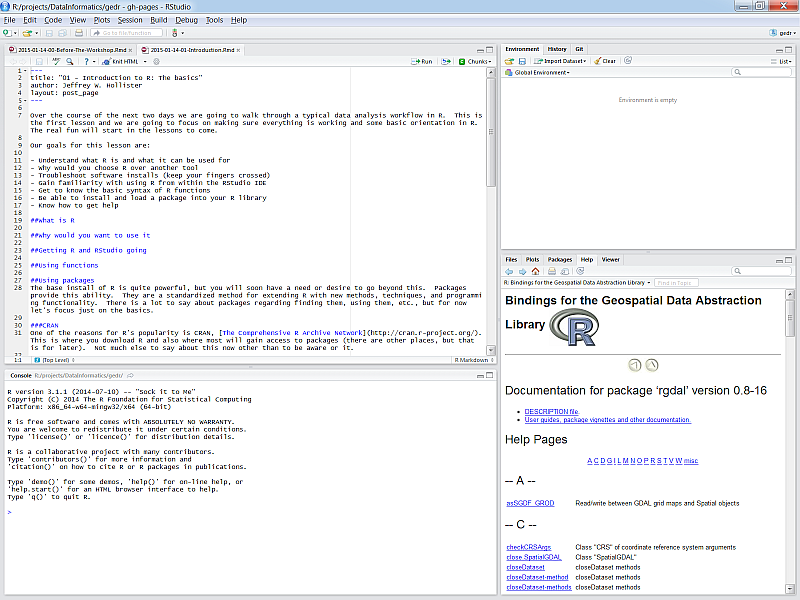 R:/projects/DataInformatics/gedr - gh-pages - RStudio
File Edit Code View Plots Session Build Debug Tools Help
Go to file/function
gedr
2015-01-14-00-Before-The-Workshop.Rmd
2015-01-14-01-Introduction.Rmd
ABC
?
Knit HTML
Run
Chunks
1 ---
2 title: "01 - Introduction to R: The basics"
3 author: Jeffrey W. Hollister
4 layout: post_page
5 ---
6
7 Over the course of the next two days we are going to walk through a typical data analysis workflow in R. This is
the first lesson and we are going to focus on making sure everything is working and some basic orientation in R.
The real fun will start in the lessons to come.
8
9 Our goals for this lesson are:
10
11 - Understand what R is and what it can be used for
12 - Why would you choose R over another tool
13 - Troubleshoot software installs (keep your fingers crossed)
14 - Gain familiarity with using R from within the RStudio IDE
15 - Get to know the basic syntax of R functions
16 - Be able to install and load a package into your R library
17 - Know how to get help
18
19 ##What is R
20
21 ##Why would you want to use it
22
23 ##Getting R and RStudio going
24
25 ##Using functions
26
27 ##Using packages
28 The base install of R is quite powerful, but you will soon have a need or desire to go beyond this. Packages
provide this ability. They are a standardized method for extending R with new methods, techniques, and programmi
ng functionality. There is a lot to say about packages regarding finding them, using them, etc., but for now
let's focus just on the basics.
29
30 ###CRAN
31 One of the reasons for R's popularity is CRAN, [The Comprehensive R Archive Network](http://cran.r-project.org/).
This is where you download R and also where most will gain access to packages (there are other places, but that
is for later). Not much else to say about this now other than to be aware or it.
1:1 (Top Level) R Markdown
Console R:/projects/DataInformatics/gedr/
R version 3.1.1 (2014-07-10) -- "Sock it to Me"
Copyright (C) 2014 The R Foundation for Statistical Computing
Platform: x86_64-w64-mingw32/x64 (64-bit)
R is free software and comes with ABSOLUTELY NO WARRANTY.
You are welcome to redistribute it under certain conditions.
Type 'license()' or 'licence()' for distribution details.
R is a collaborative project with many contributors.
Type 'contributors()' for more information and
'citation()' on how to cite R or R packages in publications.
Type 'demo()' for some demos, 'help()' for on-line help, or
'help.start()' for an HTML browser interface to help.
Type 'q()' to quit R.
>
Environment History Git
Import Dataset Clear List
Global Environment
Environment is empty
Files Plots Packages Help Viewer
R: Bindings for the Geospatial Data Abstraction Library Find in Topic
Bindings for the Geospatial Data Abstraction
Library R
Documentation for package ‘rgdal’ version 0.8-16
DESCRIPTION file.
User guides, package vignettes and other documentation.
Help Pages
A C D G I L M N O P R S T V W misc
-- A --
asSGDF_GROD Read/write between GDAL grid maps and Spatial objects
-- C --
checkCRSArgs Class "CRS" of coordinate reference system arguments
close.SpatialGDAL Class "SpatialGDAL"
closeDataset closeDataset methods
closeDataset-method closeDataset methods
closeDataset-methods closeDataset methods